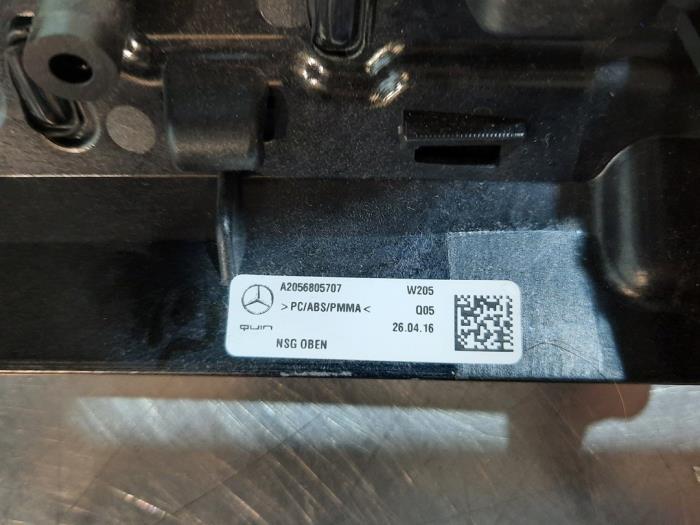 A2056805707 W205
>PC/ABS/PMMA< Q05
QUIN 26.04.16
NSG OBEN